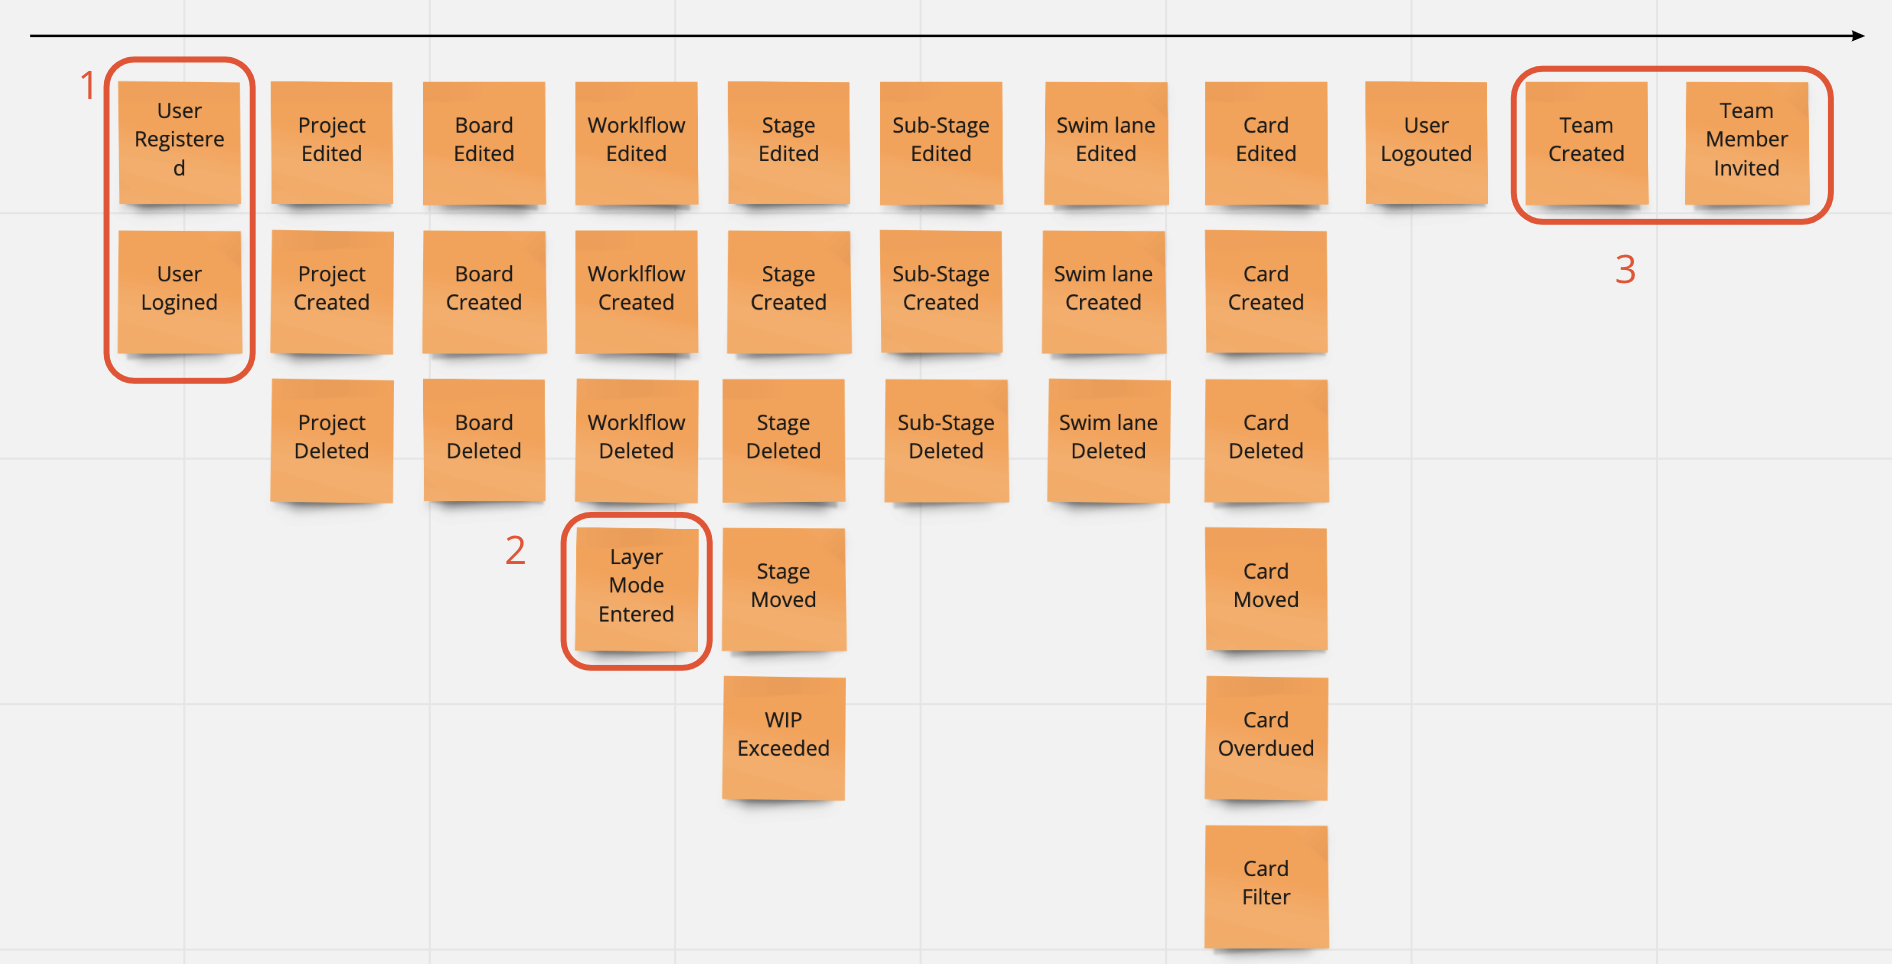 1
User
Registere
d
Project
Edited
Board
Edited
Worklflow
Edited
Stage
Edited
Sub-Stage
Edited
Swim lane
Edited
Card
Edited
User
Logouted
Team
Created
Team
Member
Invited
3
User
Logined
Project
Created
Board
Created
Worklflow
Created
Stage
Created
Sub-Stage
Created
Swim lane
Created
Card
Created
Project
Deleted
Board
Deleted
Worklflow
Deleted
Stage
Deleted
Sub-Stage
Deleted
Swim lane
Deleted
Card
Deleted
2
Layer
Mode
Entered
Stage
Moved
Card
Moved
WIP
Exceeded
Card
Overdued
Card
Filter